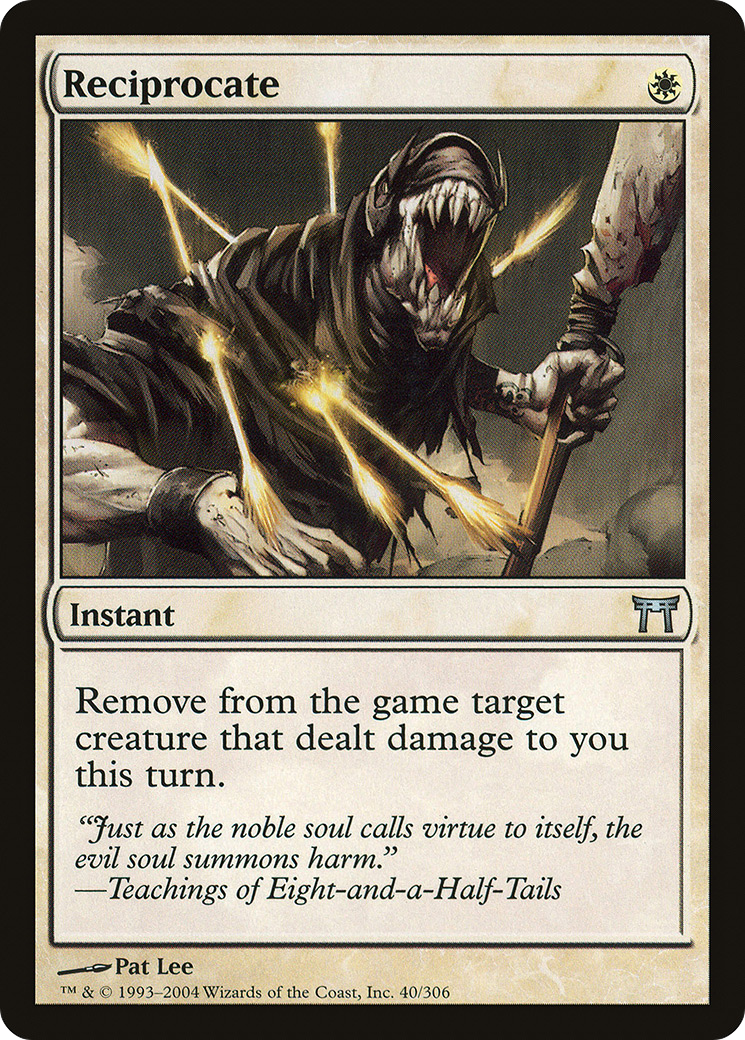 Reciprocate
Instant
Remove from the game target
creature that dealt damage to you
this turn.
“Just as the noble soul calls virtue to itself, the
evil soul summons harm.”
—Teachings of Eight-and-a-Half-Tails
Pat Lee
™ & © 1993–2004 Wizards of the Coast, Inc. 40/306